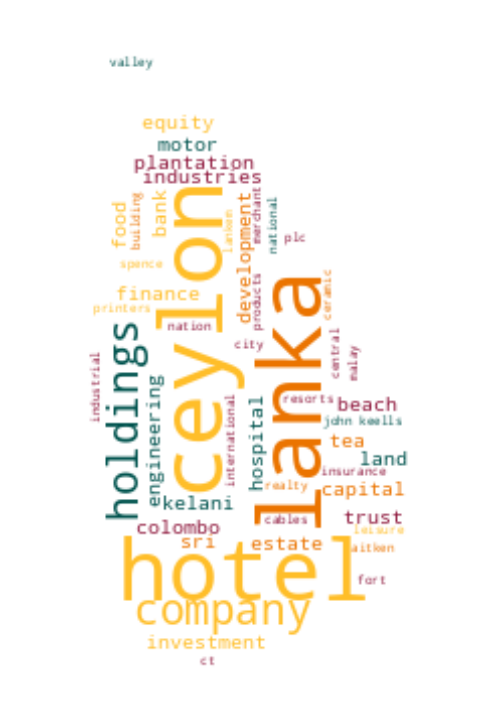 valley
equity
motor
plantation
industries
food
building
bank
ceylon
lankem
development
merchant
national
plc
spence
finance
printers
nation
products
city
lanka
ceramic
central
malay
industrial
holdings
engineering
international
hospital
resorts
beach
john keells
tea
land
insurance
realty
capital
kelani
cables
trust
colombo
leisure
sri
estate
aitken
hotel
fort
company
investment
ct